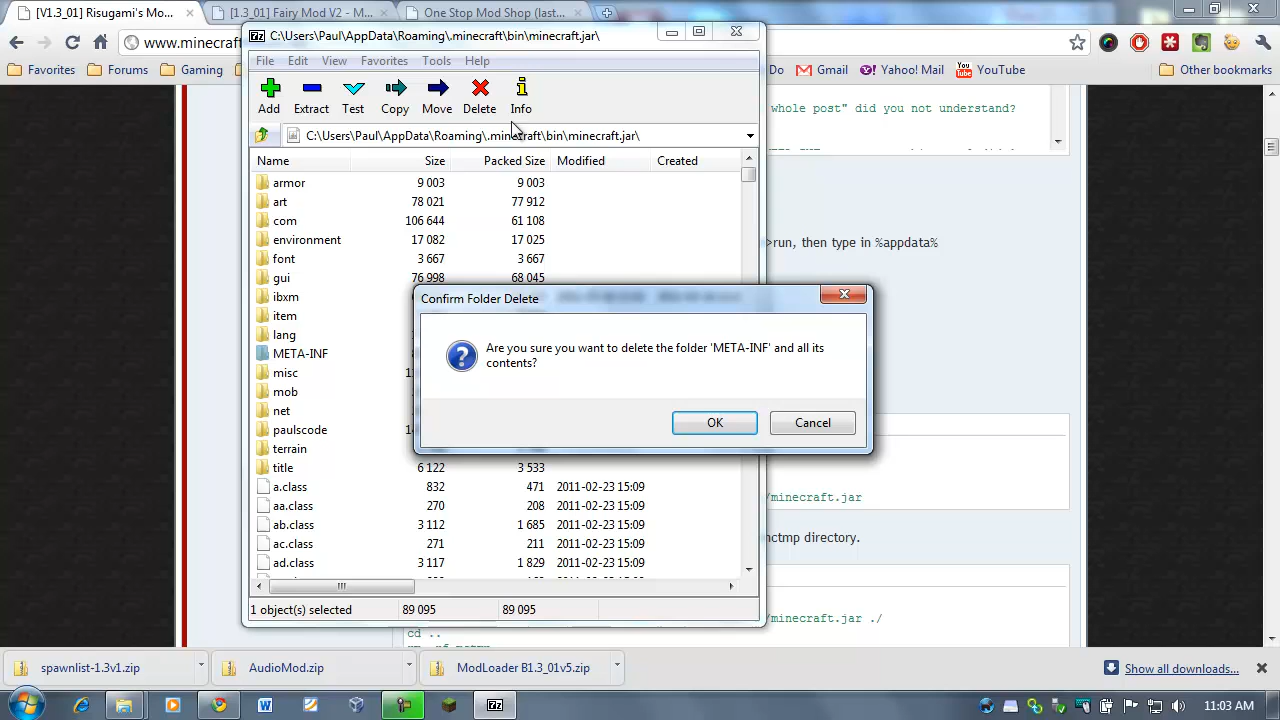 [V1.3_01] Risugami's Mo...
[1.3_01] Fairy Mod V2 - M...
One Stop Mod Shop (last...
www.minecraf
Favorites
Forums
Gaming
Do
Gmail
Yahoo! Mail
YouTube
Other bookmarks
C:\Users\Paul\AppData\Roaming\.minecraft\bin\minecraft.jar\
File Edit View Favorites Tools Help
Add Extract Test Copy Move Delete Info
C:\Users\Paul\AppData\Roaming\.minecraft\bin\minecraft.jar\
Name Size Packed Size Modified Created
armor 9 003 9 003
art 78 021 77 912
com 106 644 61 108
environment 17 082 17 025
font 3 667 3 667
gui 76 998 68 045
ibxm
item
lang
META-INF
misc
mob
net
paulscode
terrain
title 6 122 3 533
a.class 832 471 2011-02-23 15:09
aa.class 270 208 2011-02-23 15:09
ab.class 3 112 1 685 2011-02-23 15:09
ac.class 271 211 2011-02-23 15:09
ad.class 3 117 1 829 2011-02-23 15:09
1 object(s) selected 89 095 89 095
Confirm Folder Delete
Are you sure you want to delete the folder 'META-INF' and all its
contents?
OK Cancel
whole post" did you not understand?
>run, then type in %appdata%
/minecraft.jar
mctmp directory.
/minecraft.jar ./
cd ..
spawnlist-1.3v1.zip
AudioMod.zip
ModLoader B1.3_01v5.zip
Show all downloads...
11:03 AM